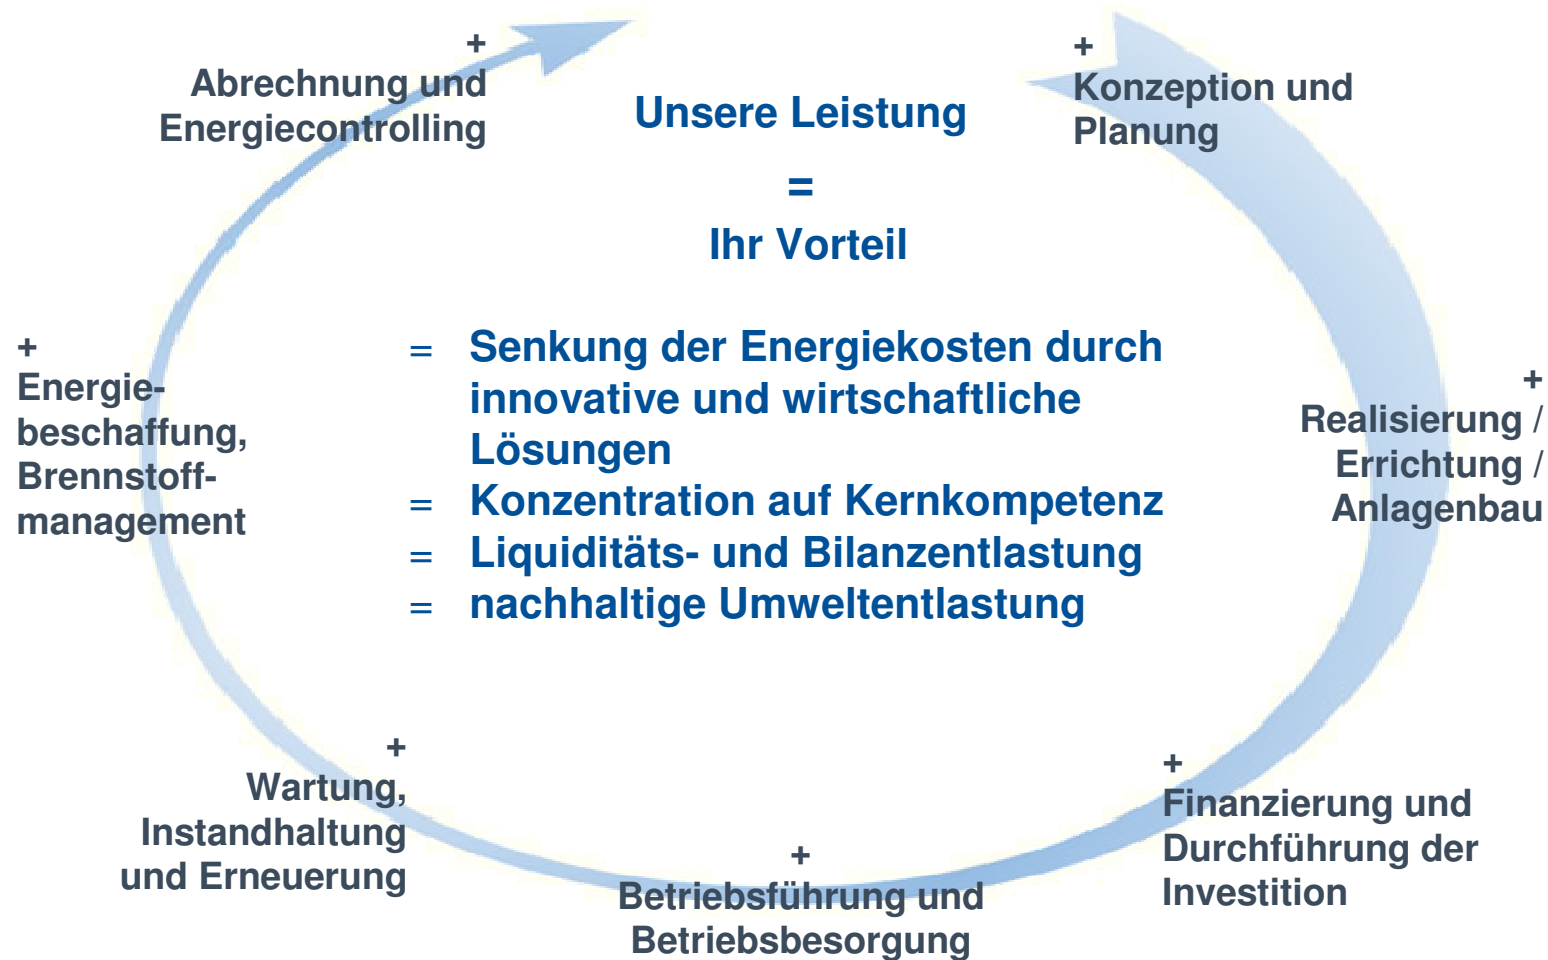 Unsere Leistung
=
Ihr Vorteil
= Senkung der Energiekosten durch
innovative und wirtschaftliche
Lösungen
= Konzentration auf Kernkompetenz
= Liquiditäts- und Bilanzentlastung
= nachhaltige Umweltentlastung
+
Konzeption und
Planung
+
Realisierung /
Errichtung /
Anlagenbau
+
Finanzierung und
Durchführung der
Investition
+
Betriebsführung und
Betriebsbesorgung
+
Wartung,
Instandhaltung
und Erneuerung
+
Energie-
beschaffung,
Brennstoff-
management
+
Abrechnung und
Energiecontrolling